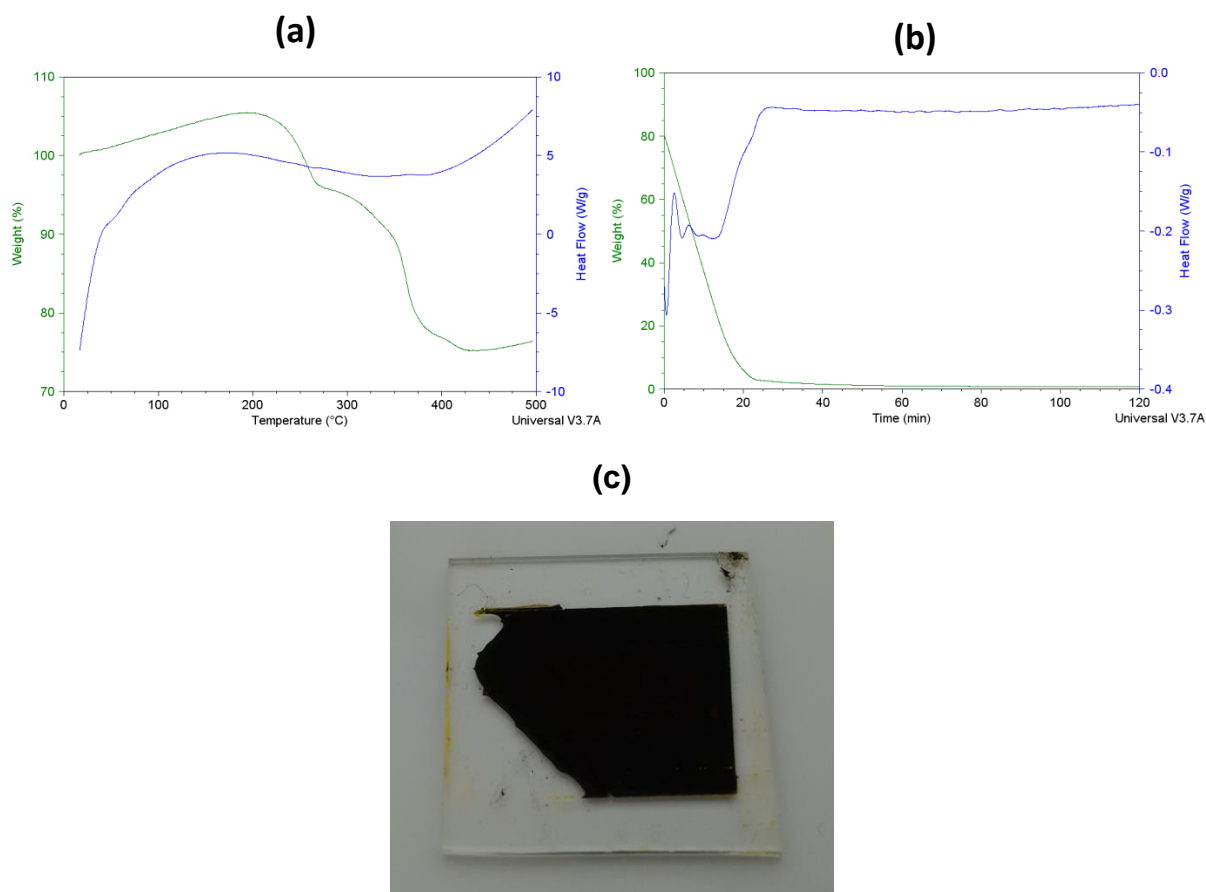 (a)
110
100
90
80
70
Weight (%)
10
5
0
-5
-10
Heat Flow (W/g)
0 100 200 300 400 500
Temperature (°C) Universal V3.7A
(b)
100
80
60
40
20
0
Weight (%)
0.0
-0.1
-0.2
-0.3
-0.4
Heat Flow (W/g)
0 20 40 60 80 100 120
Time (min) Universal V3.7A
(c)